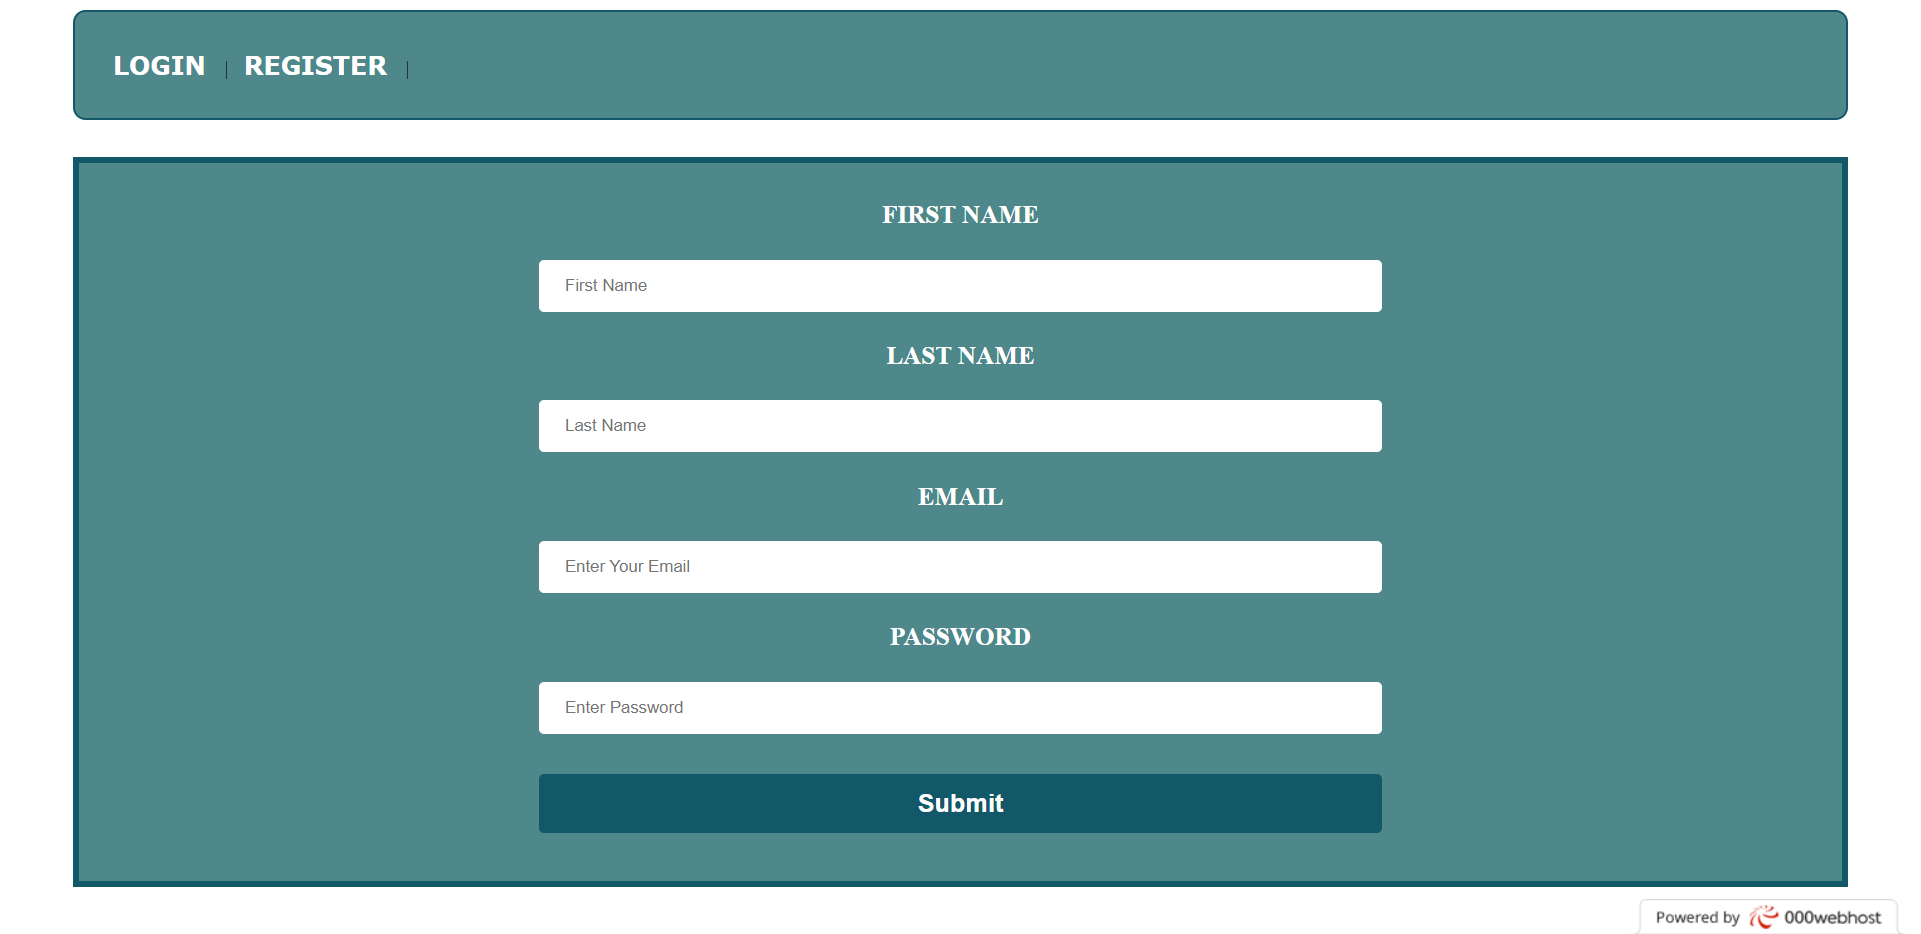 LOGIN | REGISTER |
FIRST NAME
First Name
LAST NAME
Last Name
EMAIL
Enter Your Email
PASSWORD
Enter Password
Submit
Powered by 000webhost